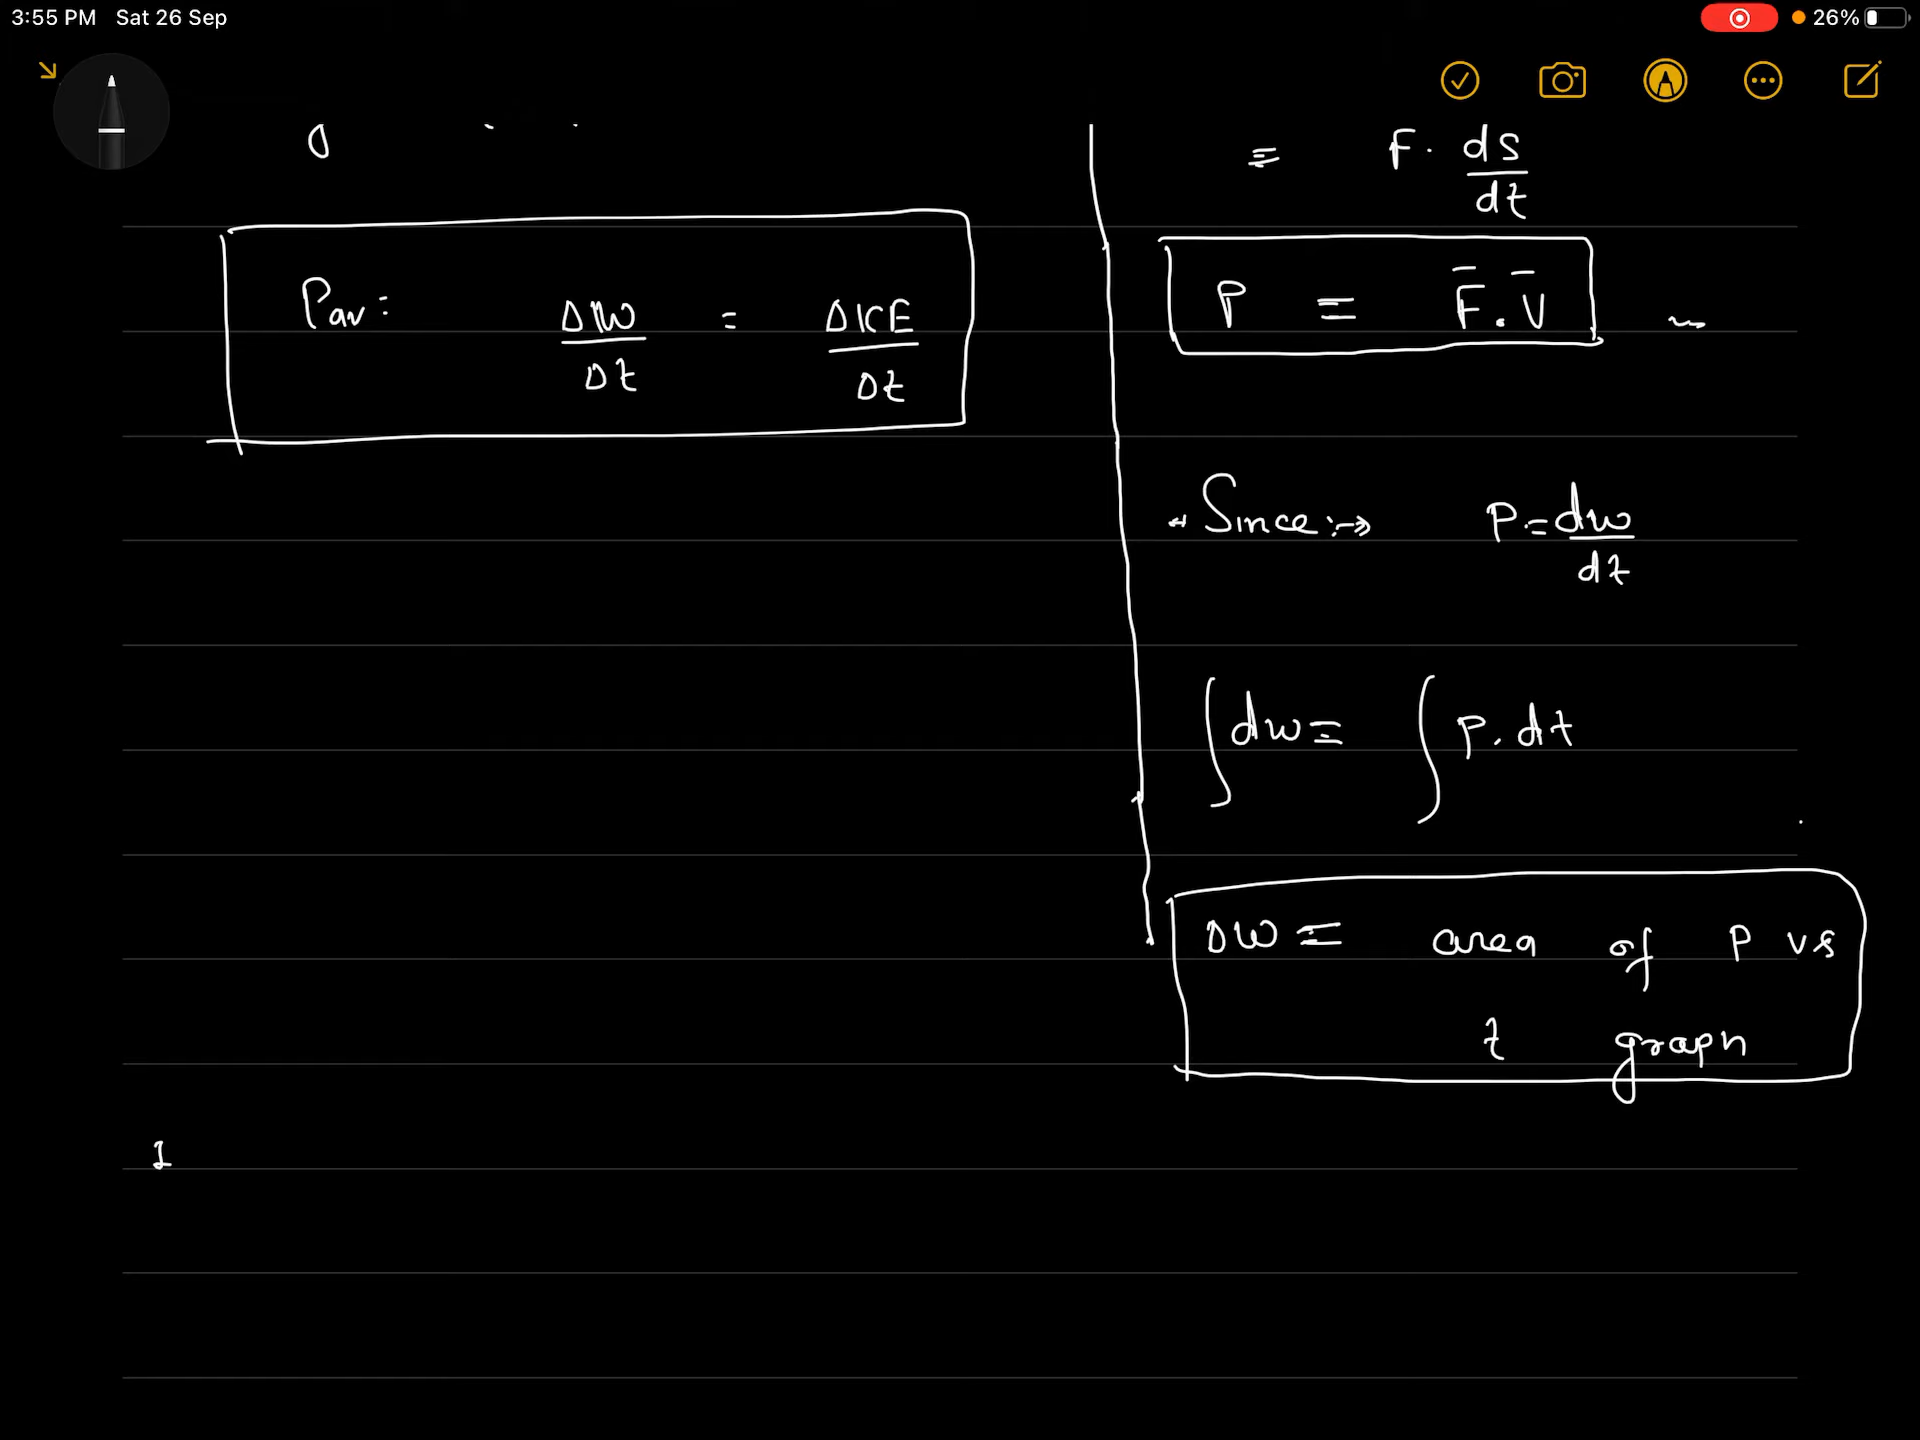 3:55 PM Sat 26 Sep
26%
Pav: ΔW/Δt = ΔKE/Δt
≡ F. ds/dt
P ≡ F̄.V̄
Since :→ P = dw/dt
∫dw ≡ ∫P. dt
ΔW ≡ area of P vs
t graph
1